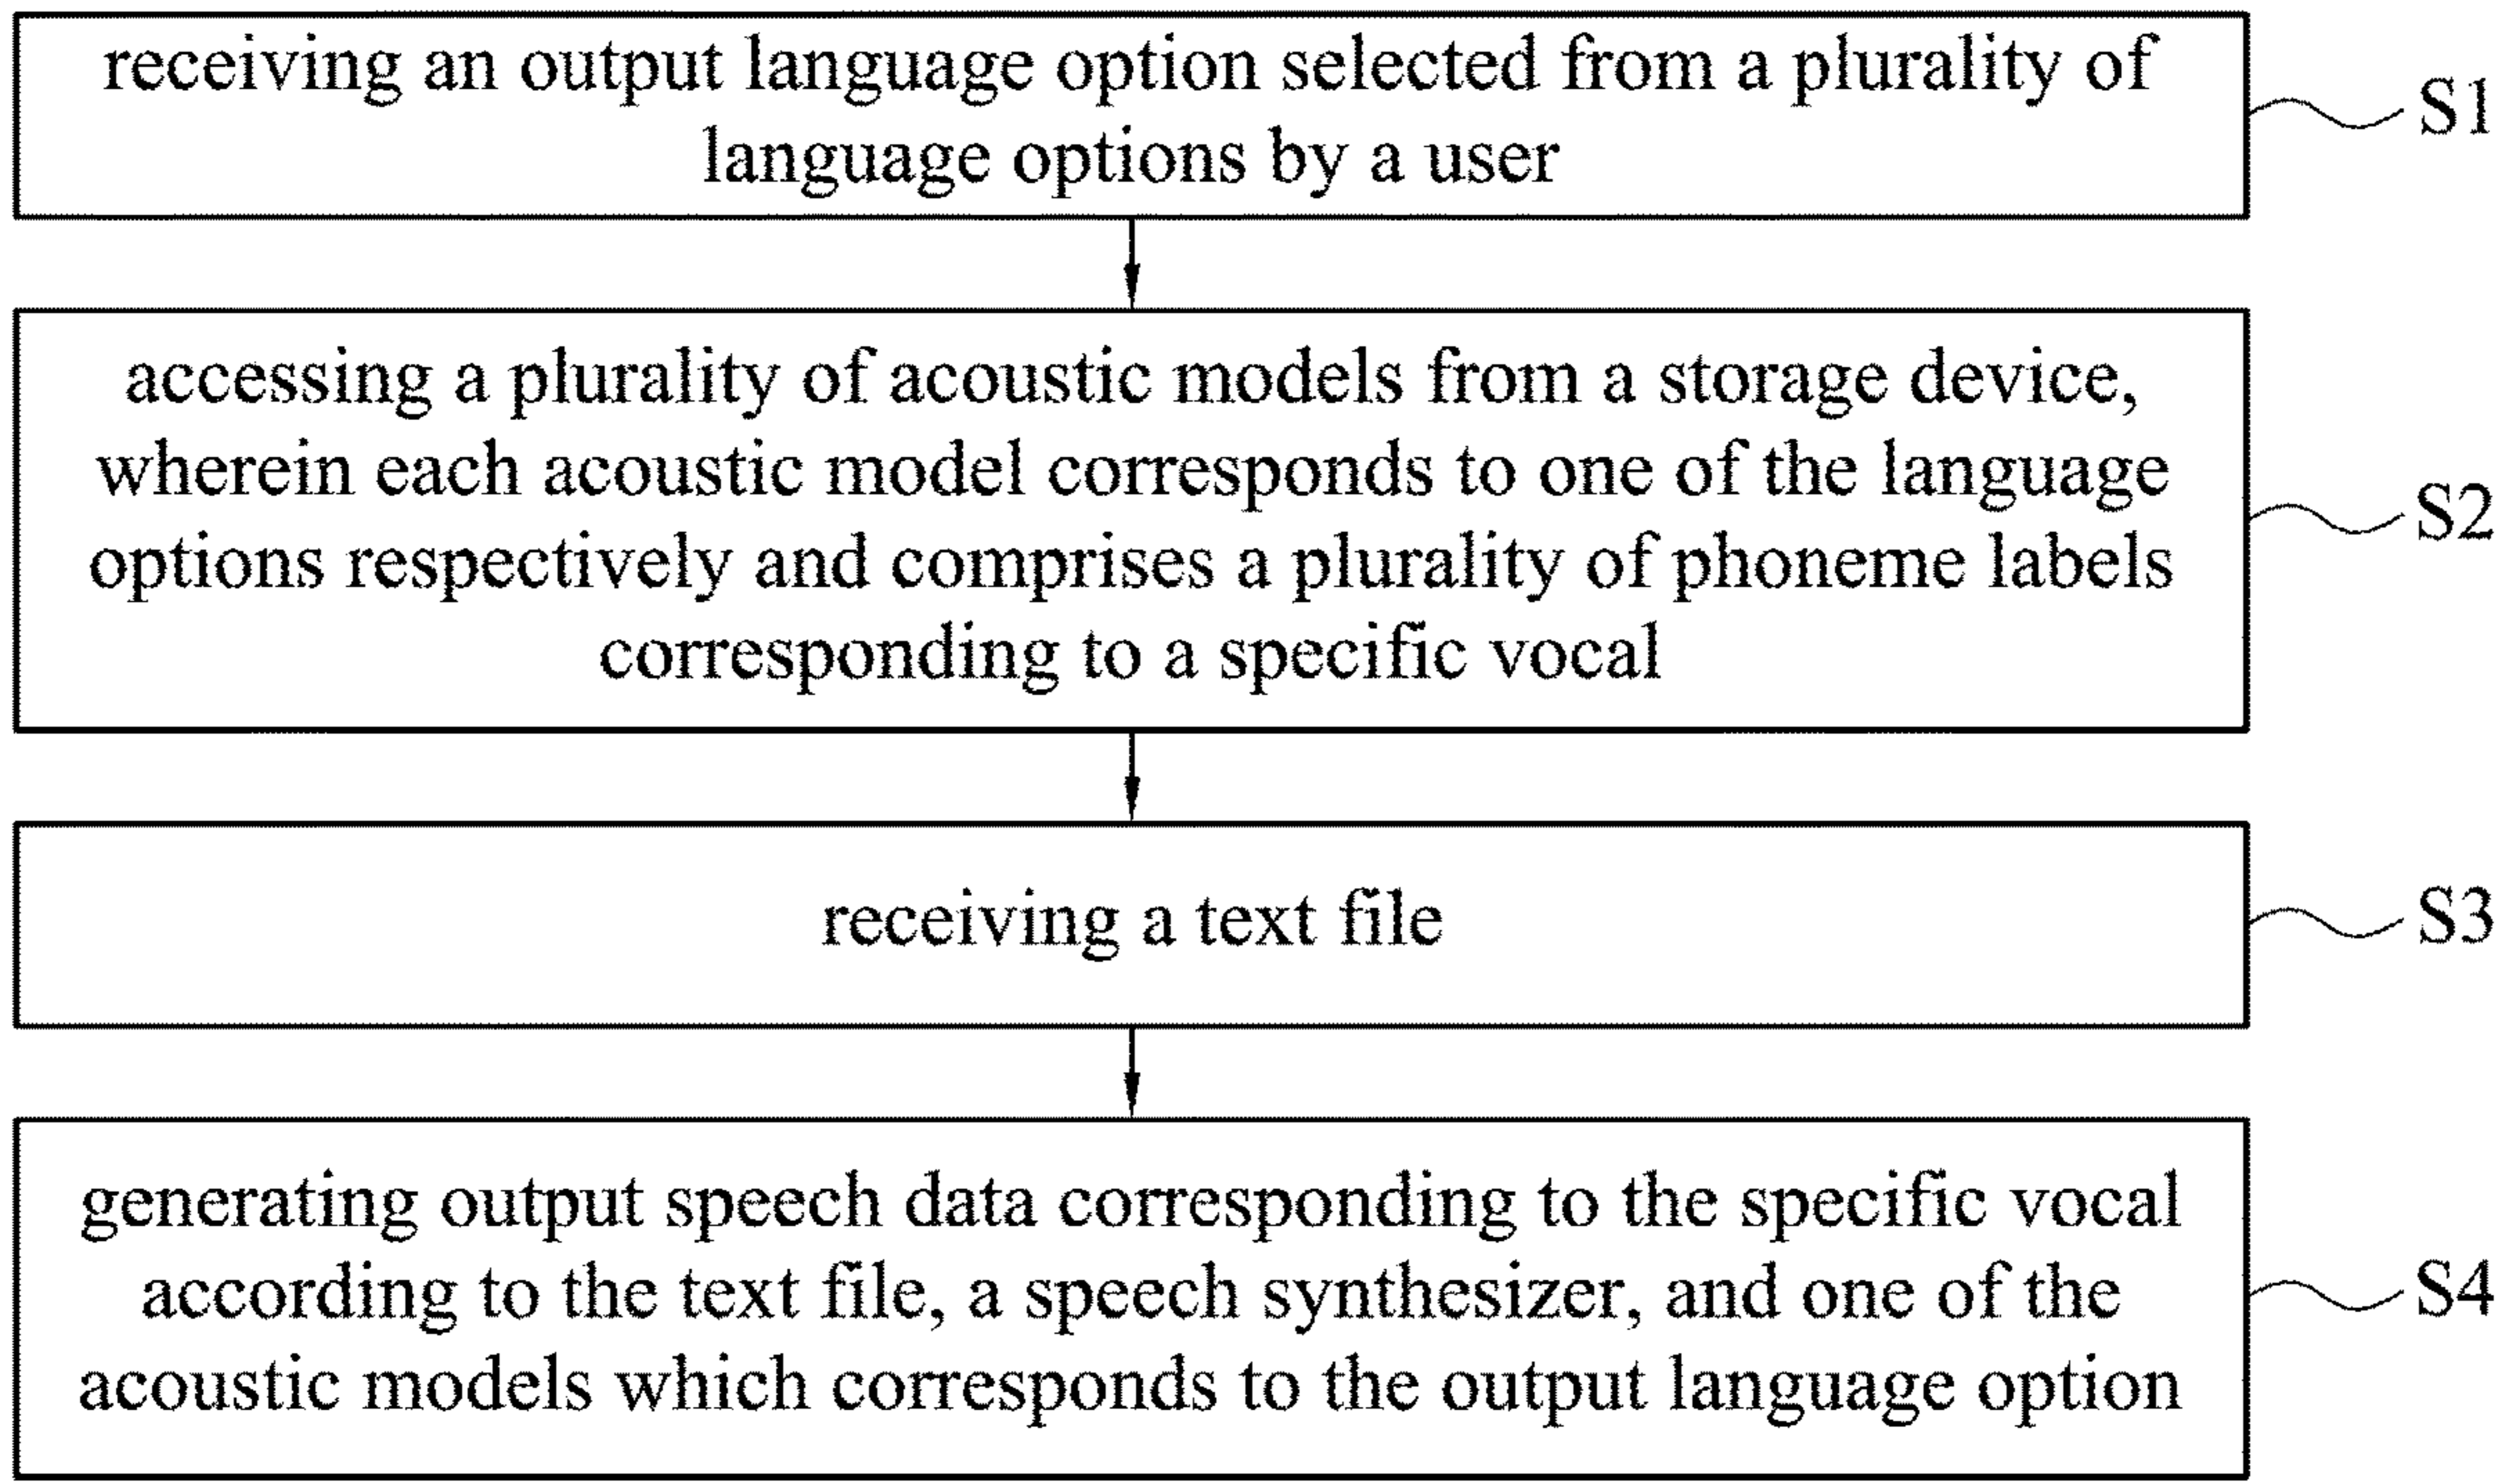 receiving an output language option selected from a plurality of
language options by a user
S1
accessing a plurality of acoustic models from a storage device,
wherein each acoustic model corresponds to one of the language
options respectively and comprises a plurality of phoneme labels
corresponding to a specific vocal
S2
receiving a text file
S3
generating output speech data corresponding to the specific vocal
according to the text file, a speech synthesizer, and one of the
acoustic models which corresponds to the output language option
S4